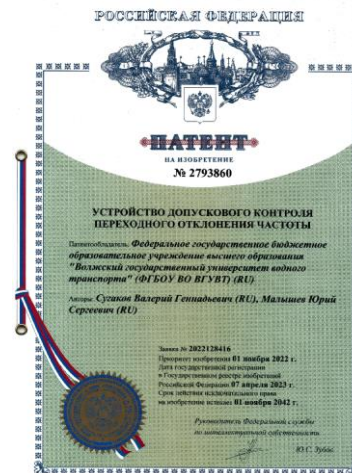 РОССИЙСКАЯ ФЕДЕРАЦИЯ
ПАТЕНТ
НА ИЗОБРЕТЕНИЕ
№ 2793860
УСТРОЙСТВО ДОПУСКОВОГО КОНТРОЛЯ
ПЕРЕХОДНОГО ОТКЛОНЕНИЯ ЧАСТОТЫ
Патентообладатель: Федеральное государственное бюджетное
образовательное учреждение высшего образования
"Волжский государственный университет водного
транспорта" (ФГБОУ ВО ВГУВТ) (RU)
Авторы: Сугаков Валерий Геннадьевич (RU), Малышев Юрий
Сергеевич (RU)
Заявка № 2022128416
Приоритет изобретения 01 ноября 2022 г.
Дата государственной регистрации
в Государственном реестре изобретений
Российской Федерации 07 апреля 2023 г.
Срок действия исключительного права
на изобретение истекает 01 ноября 2042 г.
Руководитель Федеральной службы
по интеллектуальной собственности
Ю.С. Зубов